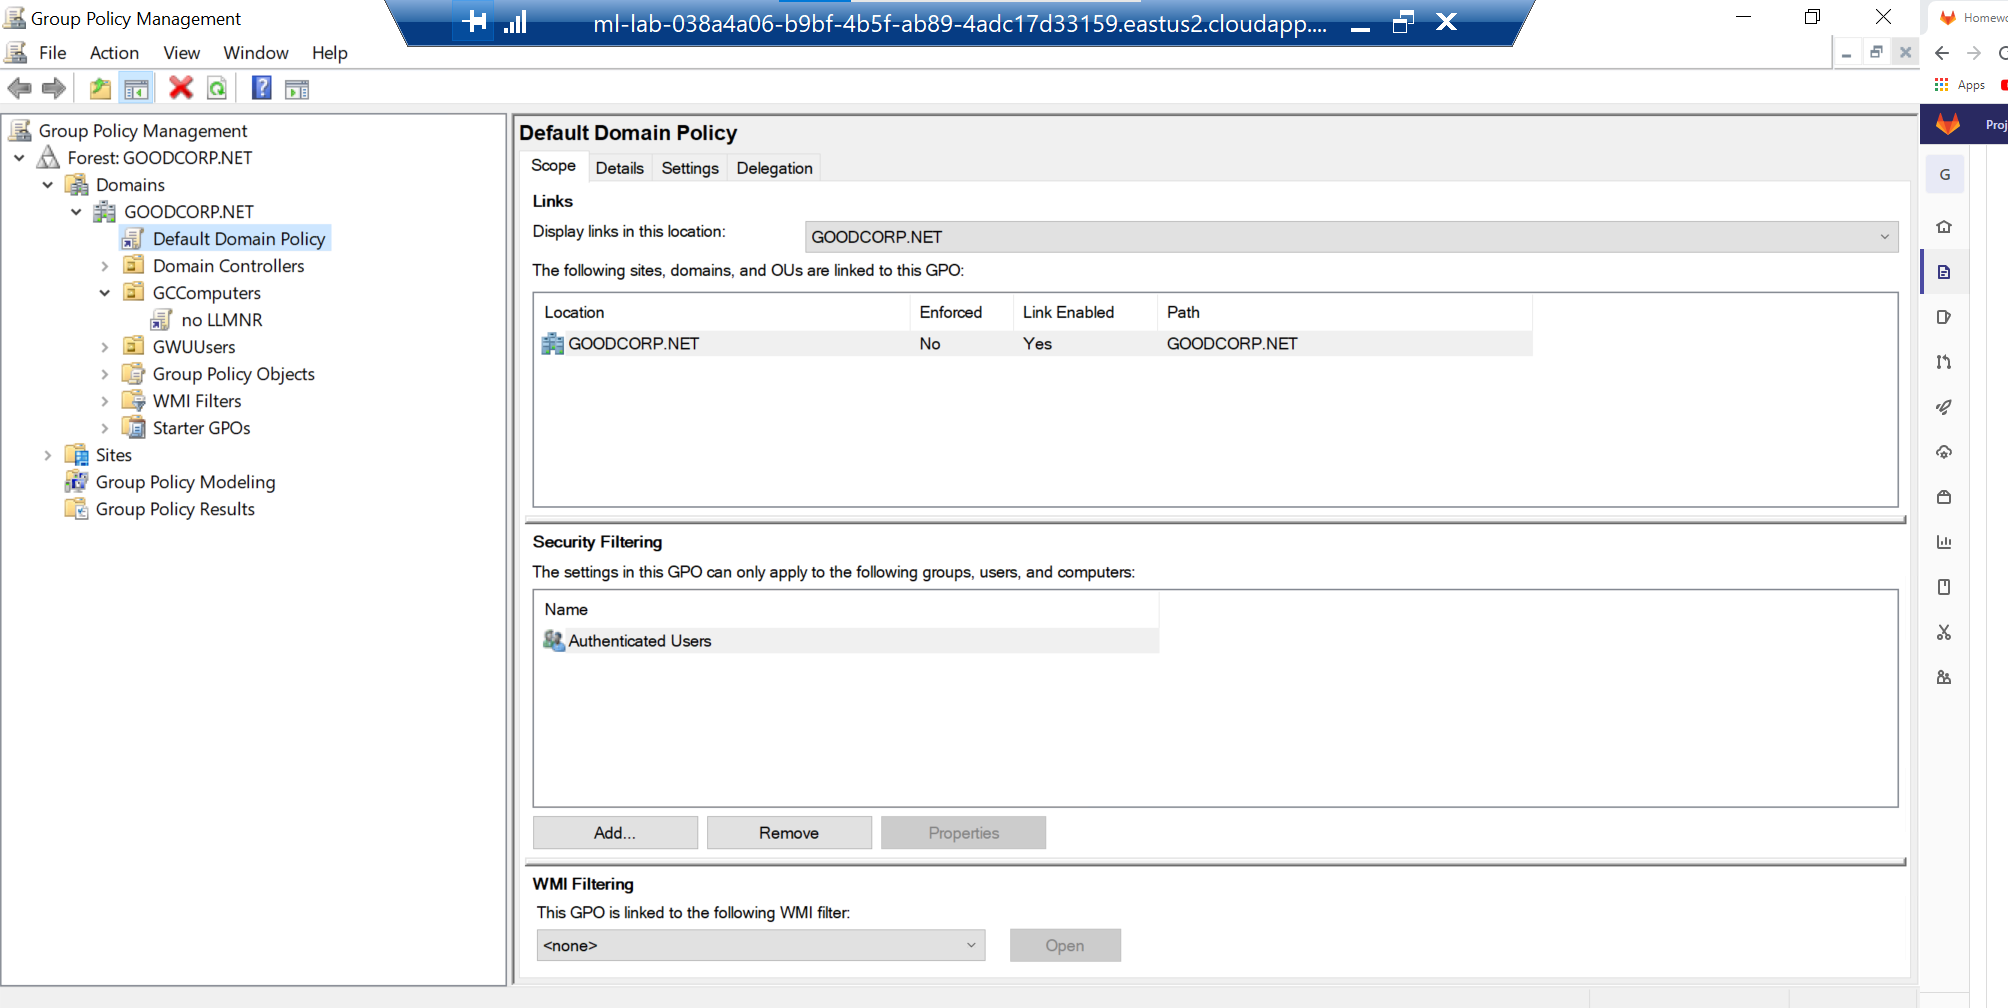 Group Policy Management
ml-lab-038a4a06-b9bf-4b5f-ab89-4adc17d33159.eastus2.cloudapp....
File Action View Window Help
Group Policy Management
Forest: GOODCORP.NET
Domains
GOODCORP.NET
Default Domain Policy
Domain Controllers
GCComputers
no LLMNR
GWUUsers
Group Policy Objects
WMI Filters
Starter GPOs
Sites
Group Policy Modeling
Group Policy Results
Default Domain Policy
Scope Details Settings Delegation
Links
Display links in this location: GOODCORP.NET
The following sites, domains, and OUs are linked to this GPO:
Location Enforced Link Enabled Path
GOODCORP.NET No Yes GOODCORP.NET
Security Filtering
The settings in this GPO can only apply to the following groups, users, and computers:
Name
Authenticated Users
Add... Remove Properties
WMI Filtering
This GPO is linked to the following WMI filter:
<none> Open
Homewo
Apps
Proj
G